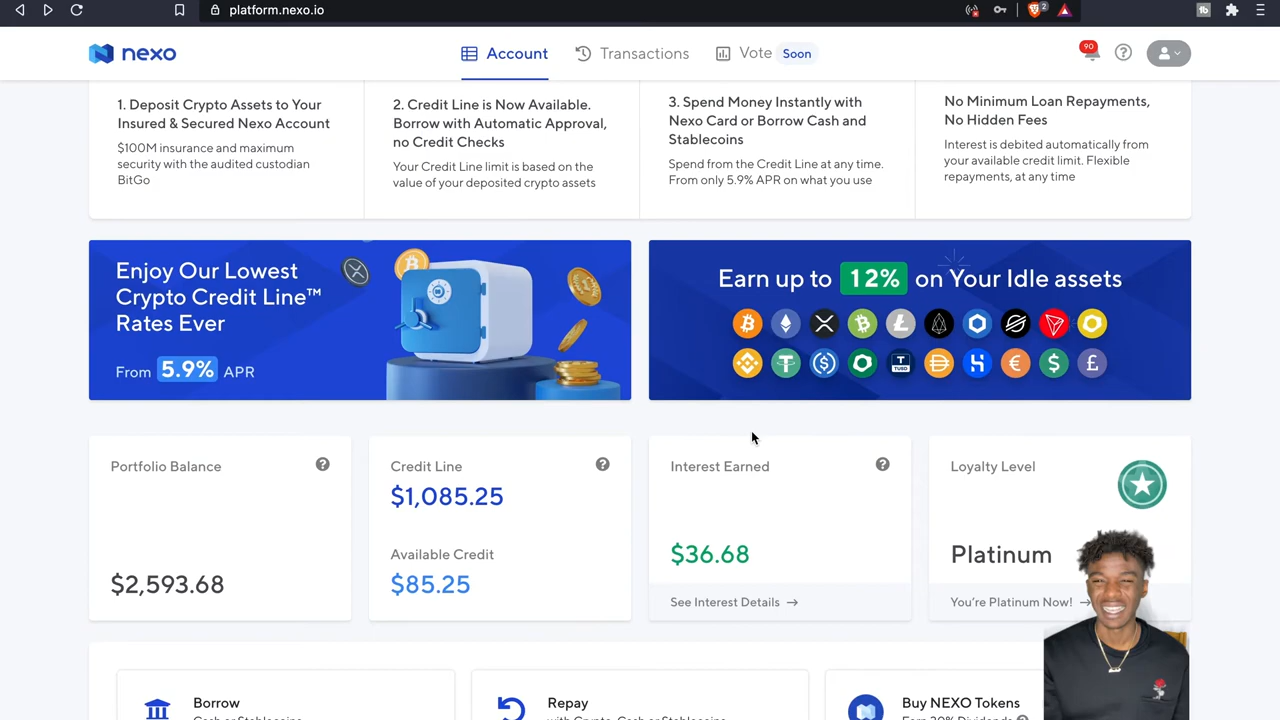 platform.nexo.io
2
nexo
Account
Transactions
Vote
Soon
90
1. Deposit Crypto Assets to Your
Insured & Secured Nexo Account
$100M insurance and maximum
security with the audited custodian
BitGo
2. Credit Line is Now Available.
Borrow with Automatic Approval,
no Credit Checks
Your Credit Line limit is based on the
value of your deposited crypto assets
3. Spend Money Instantly with
Nexo Card or Borrow Cash and
Stablecoins
Spend from the Credit Line at any time.
From only 5.9% APR on what you use
No Minimum Loan Repayments,
No Hidden Fees
Interest is debited automatically from
your available credit limit. Flexible
repayments, at any time
Enjoy Our Lowest
Crypto Credit Line™
Rates Ever
From 5.9% APR
Earn up to 12% on Your Idle assets
TUSD
Portfolio Balance
$2,593.68
Credit Line
$1,085.25
Available Credit
$85.25
Interest Earned
$36.68
See Interest Details →
Loyalty Level
Platinum
You're Platinum Now! →
Borrow
Repay
Buy NEXO Tokens